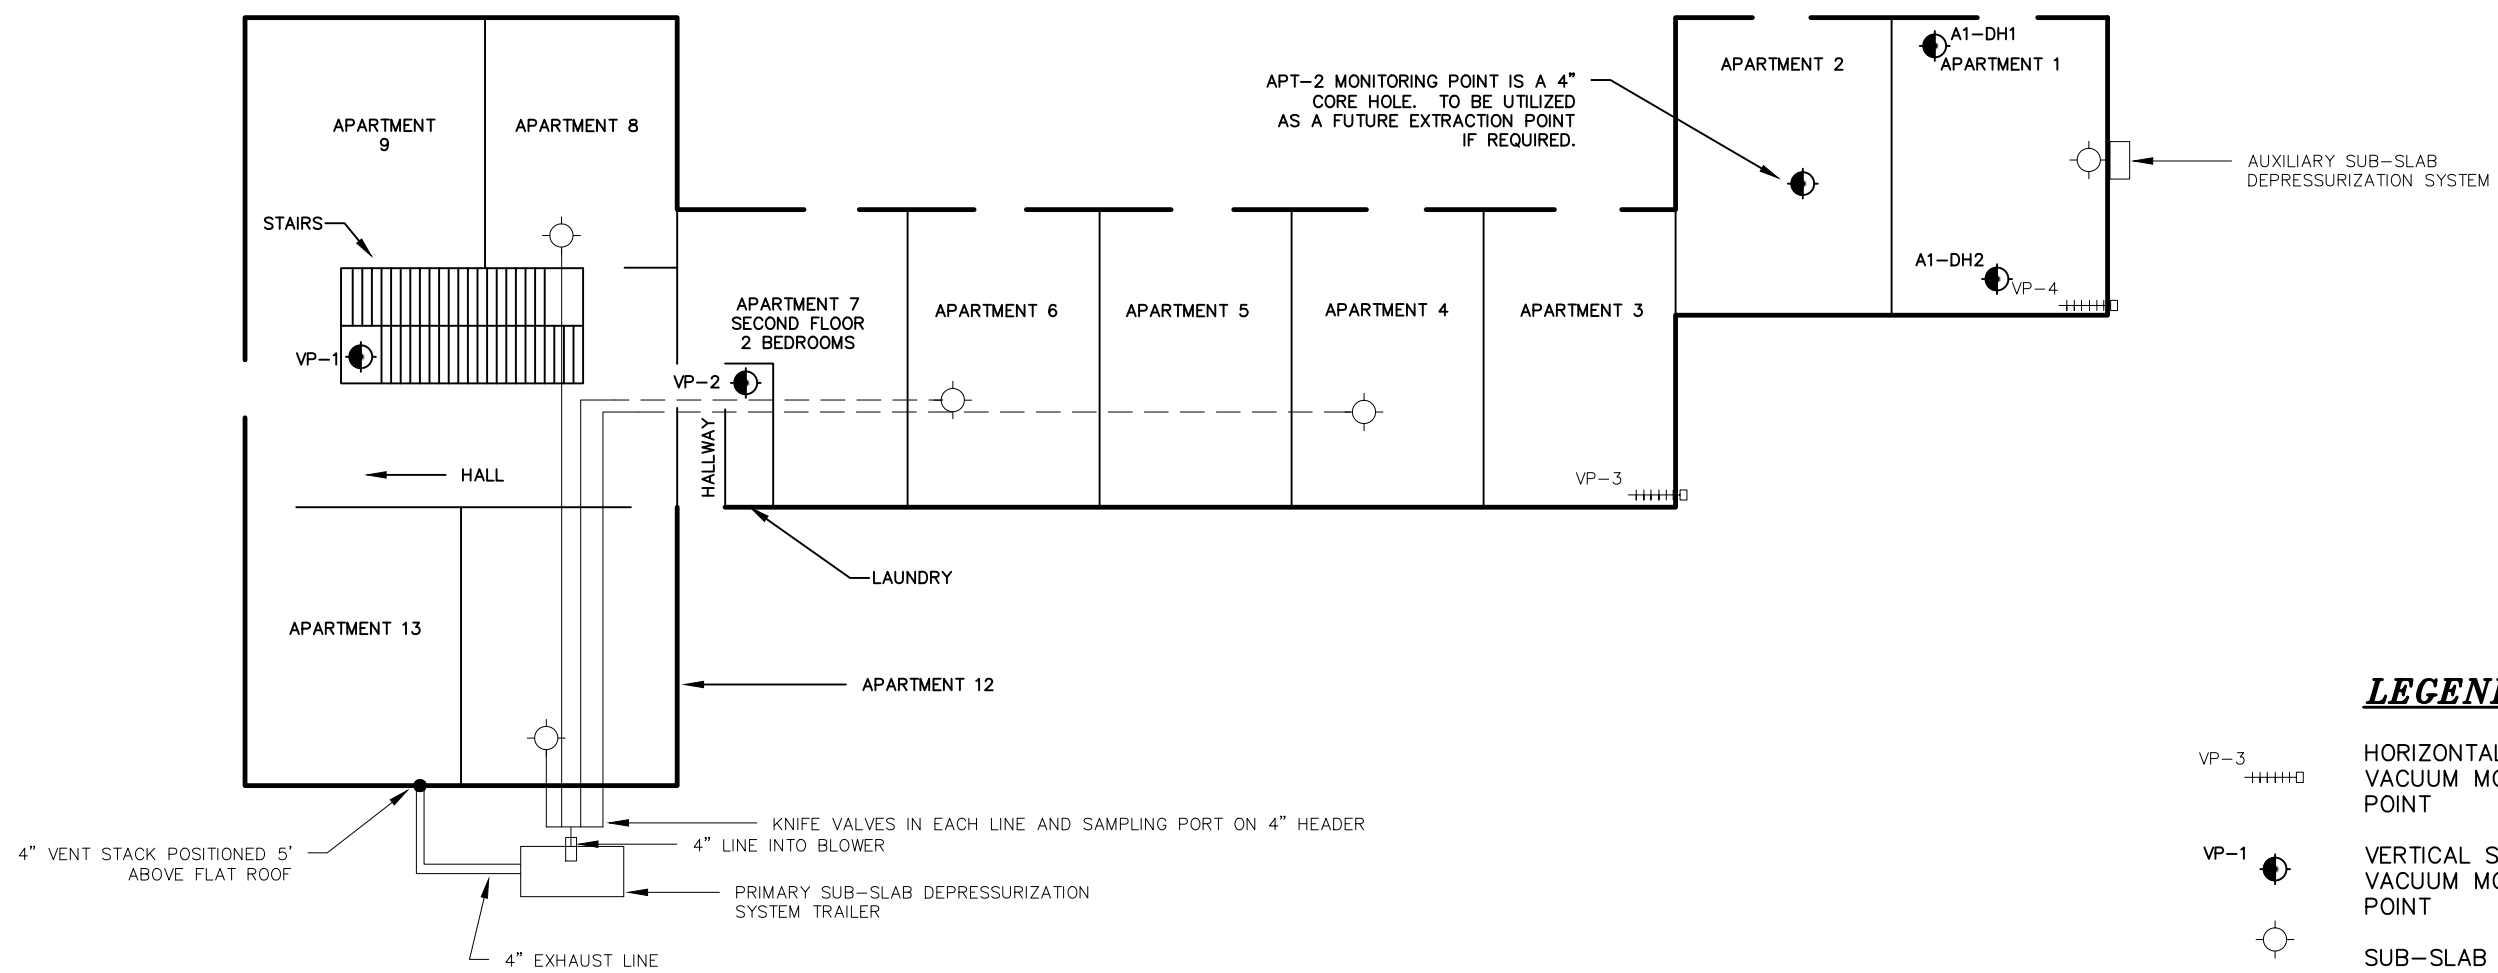 A1-DH1
APARTMENT 2
APARTMENT 1
APT-2 MONITORING POINT IS A 4"
CORE HOLE. TO BE UTILIZED
AS A FUTURE EXTRACTION POINT
IF REQUIRED.
APARTMENT
9
APARTMENT 8
AUXILIARY SUB-SLAB
DEPRESSURIZATION SYSTEM
STAIRS
A1-DH2
VP-4
APARTMENT 7
SECOND FLOOR
2 BEDROOMS
APARTMENT 6
APARTMENT 5
APARTMENT 4
APARTMENT 3
VP-1
VP-2
HALLWAY
HALL
VP-3
LAUNDRY
APARTMENT 13
APARTMENT 12
KNIFE VALVES IN EACH LINE AND SAMPLING PORT ON 4" HEADER
4" LINE INTO BLOWER
4" VENT STACK POSITIONED 5'
ABOVE FLAT ROOF
PRIMARY SUB-SLAB DEPRESSURIZATION
SYSTEM TRAILER
4" EXHAUST LINE
VP-3
POINT
VP-1
VERTICAL
POINT
SUB-SLAB